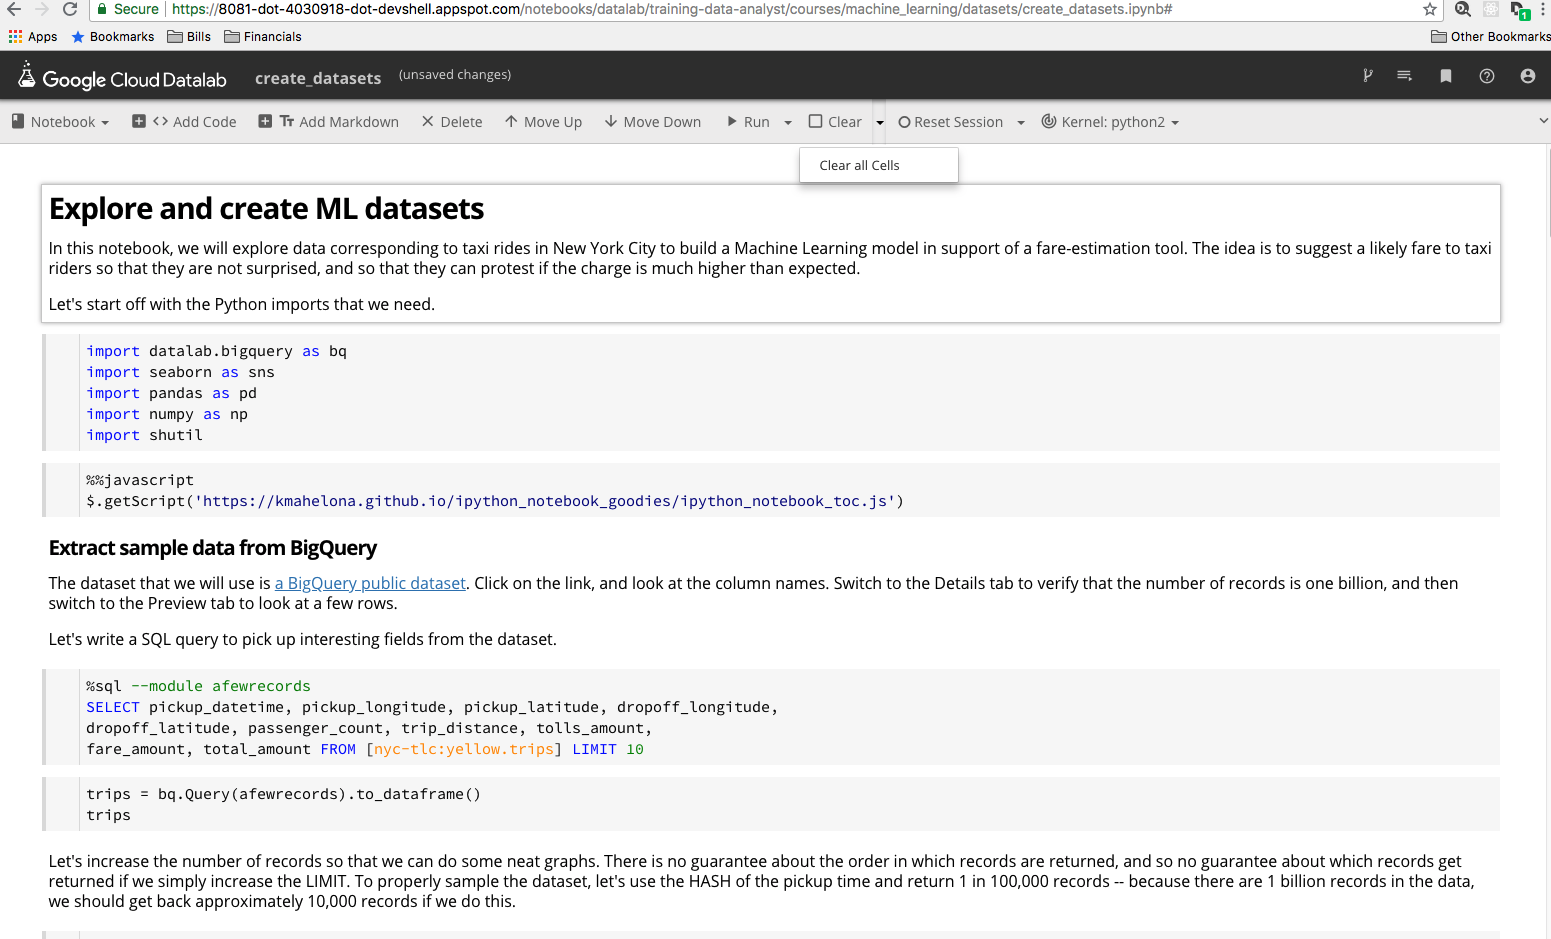 Secure https://8081-dot-4030918-dot-devshell.appspot.com/notebooks/datalab/training-data-analyst/courses/machine_learning/datasets/create_datasets.ipynb#
1
Apps Bookmarks Bills Financials Other Bookmarks
Google Cloud Datalab create_datasets (unsaved changes)
Notebook <> Add Code Tт Add Markdown Delete Move Up Move Down Run Clear Reset Session Kernel: python2
Clear all Cells
Explore and create ML datasets
In this notebook, we will explore data corresponding to taxi rides in New York City to build a Machine Learning model in support of a fare-estimation tool. The idea is to suggest a likely fare to taxi
riders so that they are not surprised, and so that they can protest if the charge is much higher than expected.
Let's start off with the Python imports that we need.
import datalab.bigquery as bq
import seaborn as sns
import pandas as pd
import numpy as np
import shutil
%%javascript
$.getScript('https://kmahelona.github.io/ipython_notebook_goodies/ipython_notebook_toc.js')
Extract sample data from BigQuery
The dataset that we will use is a BigQuery public dataset. Click on the link, and look at the column names. Switch to the Details tab to verify that the number of records is one billion, and then
switch to the Preview tab to look at a few rows.
Let's write a SQL query to pick up interesting fields from the dataset.
%sql --module afewrecords
SELECT pickup_datetime, pickup_longitude, pickup_latitude, dropoff_longitude,
dropoff_latitude, passenger_count, trip_distance, tolls_amount,
fare_amount, total_amount FROM [nyc-tlc:yellow.trips] LIMIT 10
trips = bq.Query(afewrecords).to_dataframe()
trips
Let's increase the number of records so that we can do some neat graphs. There is no guarantee about the order in which records are returned, and so no guarantee about which records get
returned if we simply increase the LIMIT. To properly sample the dataset, let's use the HASH of the pickup time and return 1 in 100,000 records -- because there are 1 billion records in the data,
we should get back approximately 10,000 records if we do this.